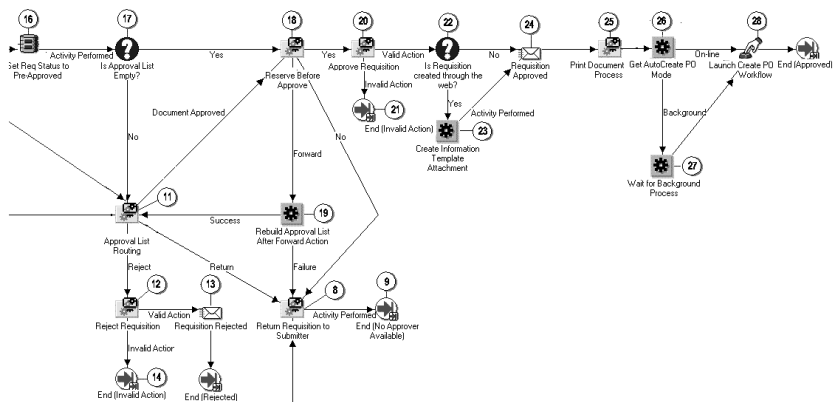 16
17
18
20
22
24
25
26
28
Set Req Status to
Pre-Approved
Activity Performed
Is Approval List
Empty?
Yes
Reserve Before
Approve
Yes
Approve Requisition
Valid Action
Is Requisition
created through the
web?
No
Requisition
Approved
Print Document
Process
Get AutoCreate PO
Mode
On-line
Launch Create PO
Workflow
End (Approved)
Invalid Action
21
End (Invalid Action)
Yes
Activity Performed
23
Create Information
Template
Attachment
Background
27
Wait for Background
Process
Document Approved
No
No
Forward
11
Approval List
Routing
Success
19
Rebuild Approval List
After Forward Action
Reject
Return
Failure
12
Reject Requisition
Valid Action
13
Requisition Rejected
8
Return Requisition to
Submitter
Activity Performed
9
End (No Approver
Available)
Invalid Action
14
End (Invalid Action)
End (Rejected)